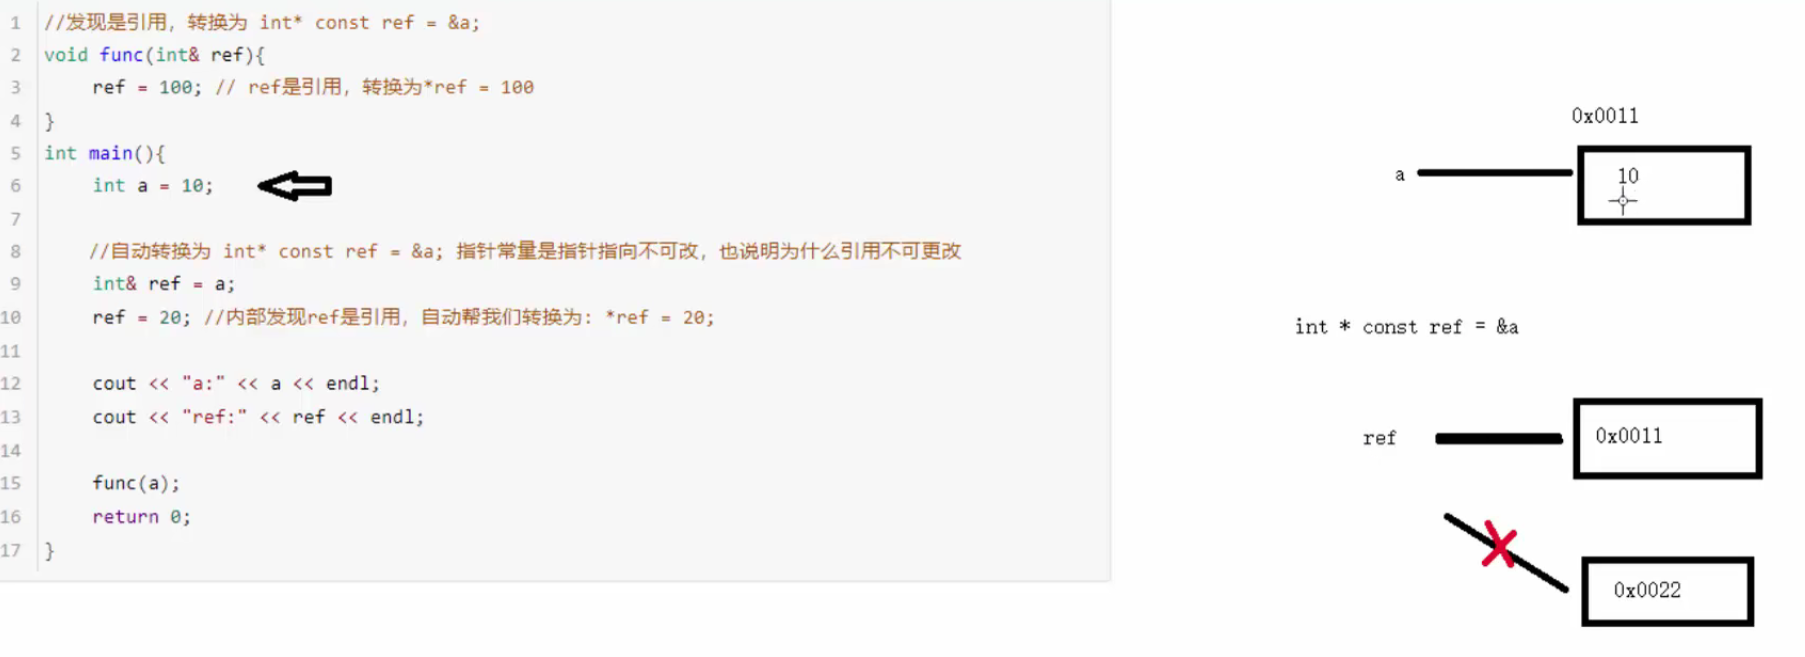 1 //发现是引用，转换为 int* const ref = &a;
2 void func(int& ref){
3 ref = 100; // ref是引用，转换为*ref = 100
4 }
5 int main(){
6 int a = 10;
7
8 //自动转换为 int* const ref = &a; 指针常量是指针指向不可改，也说明为什么引用不可更改
9 int& ref = a;
10 ref = 20; //内部发现ref是引用，自动帮我们转换为: *ref = 20;
11
12 cout << "a:" << a << endl;
13 cout << "ref:" << ref << endl;
14
15 func(a);
16 return 0;
17 }
0x0011
a
10
int * const ref = &a
ref
0x0011
0x0022